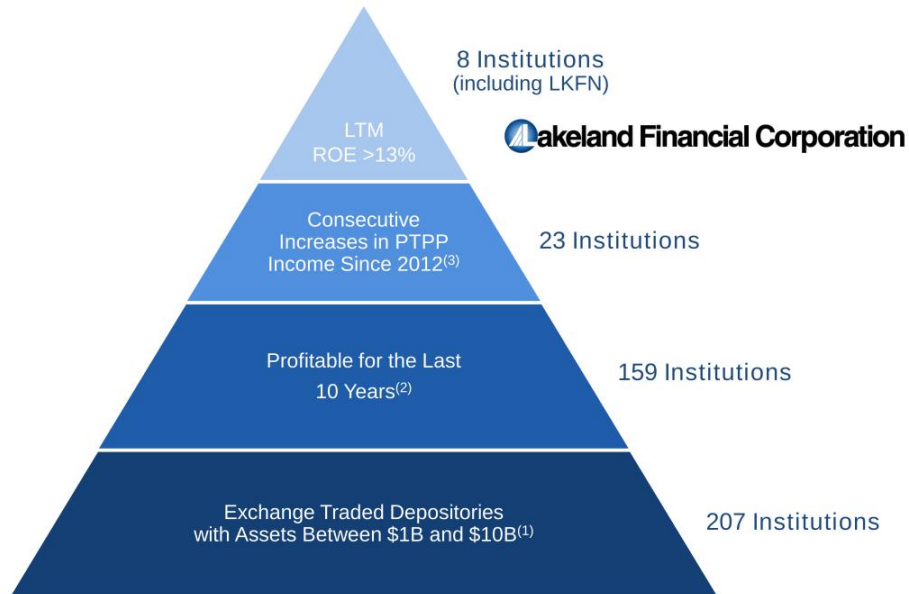 8 Institutions
(including LKFN)
LTM
ROE >13%
Lakeland Financial Corporation
Consecutive
Increases in PTPP
Income Since 2012(3)
23 Institutions
Profitable for the Last
10 Years(2)
159 Institutions
Exchange Traded Depositories
with Assets Between $1B and $10B(1)
207 Institutions